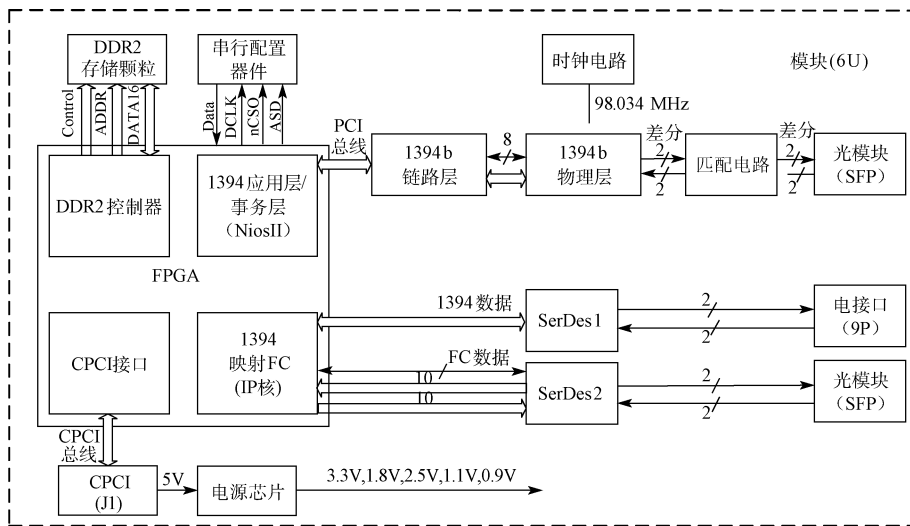 DDR2
存储颗粒
串行配置
器件
时钟电路
模块(6U)
Control
ADDR
DATA16
Data
DCLK
nCSO
ASD
98.034 MHz
PCI
总线
8
差分
差分
DDR2控制器
1394应用层/
事务层
(NiosII)
1394b
链路层
1394b
物理层
2
2
匹配电路
2
2
光模块
(SFP)
FPGA
1394数据
SerDes1
2
2
电接口
(9P)
CPCI接口
1394
映射FC
(IP核)
FC数据
10
10
SerDes2
2
2
光模块
(SFP)
CPCI
总线
CPCI
(J1)
5V
电源芯片
3.3V,1.8V,2.5V,1.1V,0.9V